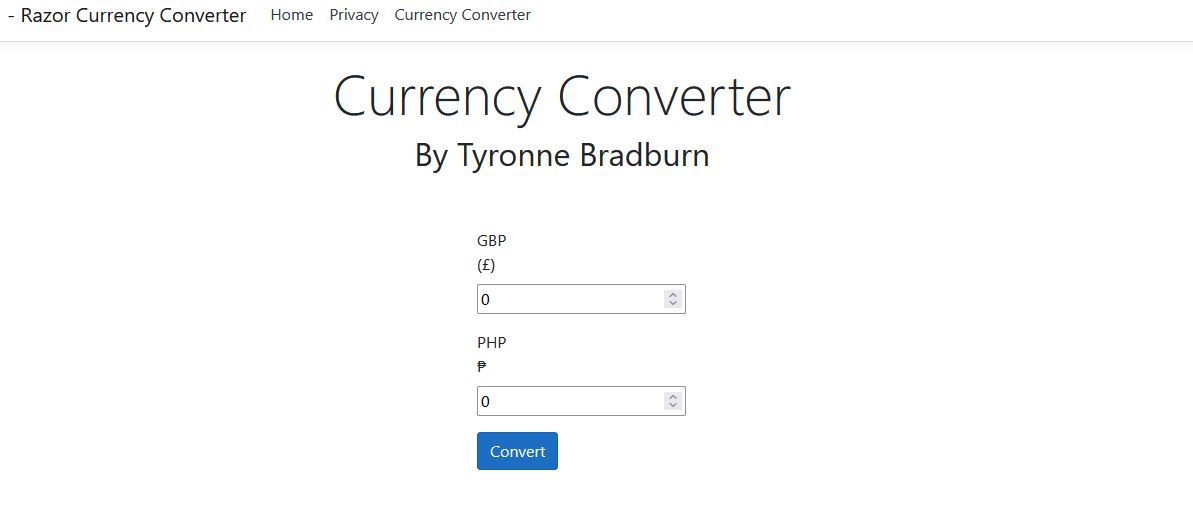 - Razor Currency Converter Home Privacy Currency Converter
Currency Converter
By Tyronne Bradburn
GBP
(£)
0
PHP
₱
0
Convert